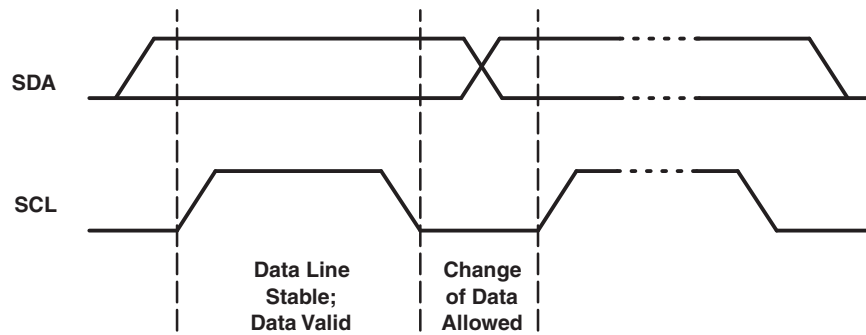 SDA
SCL
Data Line
Stable;
Data Valid
Change
of Data
Allowed